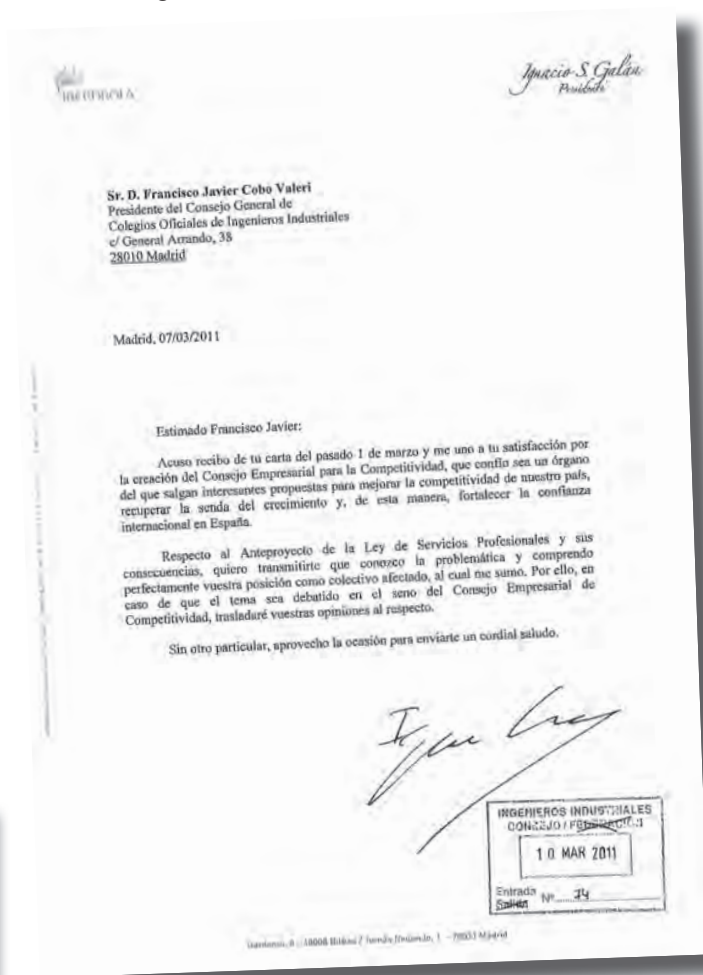 IBERDROLA
Ignacio S. Galán
Presidente
Sr. D. Francisco Javier Cobo Valeri
Presidente del Consejo General de
Colegios Oficiales de Ingenieros Industriales
c/ General Arrando, 38
28010 Madrid
Madrid, 07/03/2011
Estimado Francisco Javier:
Acuso recibo de tu carta del pasado 1 de marzo y me uno a tu satisfacción por
la creación del Consejo Empresarial para la Competitividad, que confío sea un órgano
del que salgan interesantes propuestas para mejorar la competitividad de nuestro país,
recuperar la senda del crecimiento y, de esta manera, fortalecer la confianza
internacional en España.
Respecto al Anteproyecto de la Ley de Servicios Profesionales y sus
consecuencias, quiero transmitirte que conozco la problemática y comprendo
perfectamente vuestra posición como colectivo afectado, al cual me sumo. Por ello, en
caso de que el tema sea debatido en el seno del Consejo Empresarial de
Competitividad, trasladaré vuestras opiniones al respecto.
Sin otro particular, aprovecho la ocasión para enviarte un cordial saludo.
INGENIEROS INDUSTRIALES
CONSEJO / FEDERACIÓN
10 MAR 2011
Entrada
Salida Nº 74